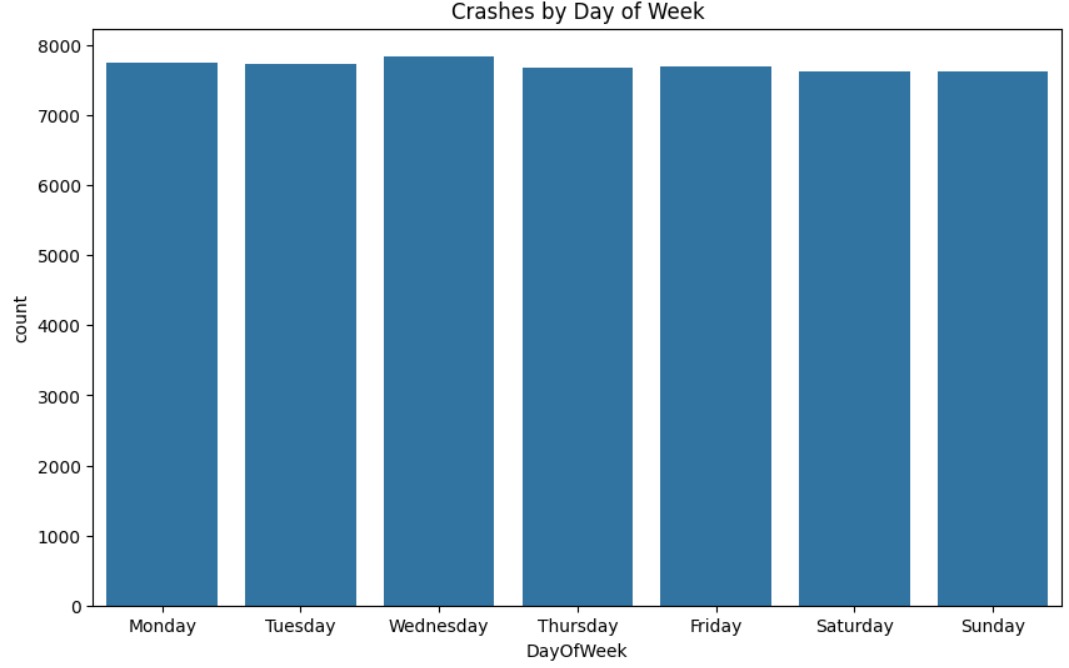 Crashes by Day of Week
8000
7000
6000
5000
4000
3000
2000
1000
0
count
Monday Tuesday Wednesday Thursday Friday Saturday Sunday
DayOfWeek